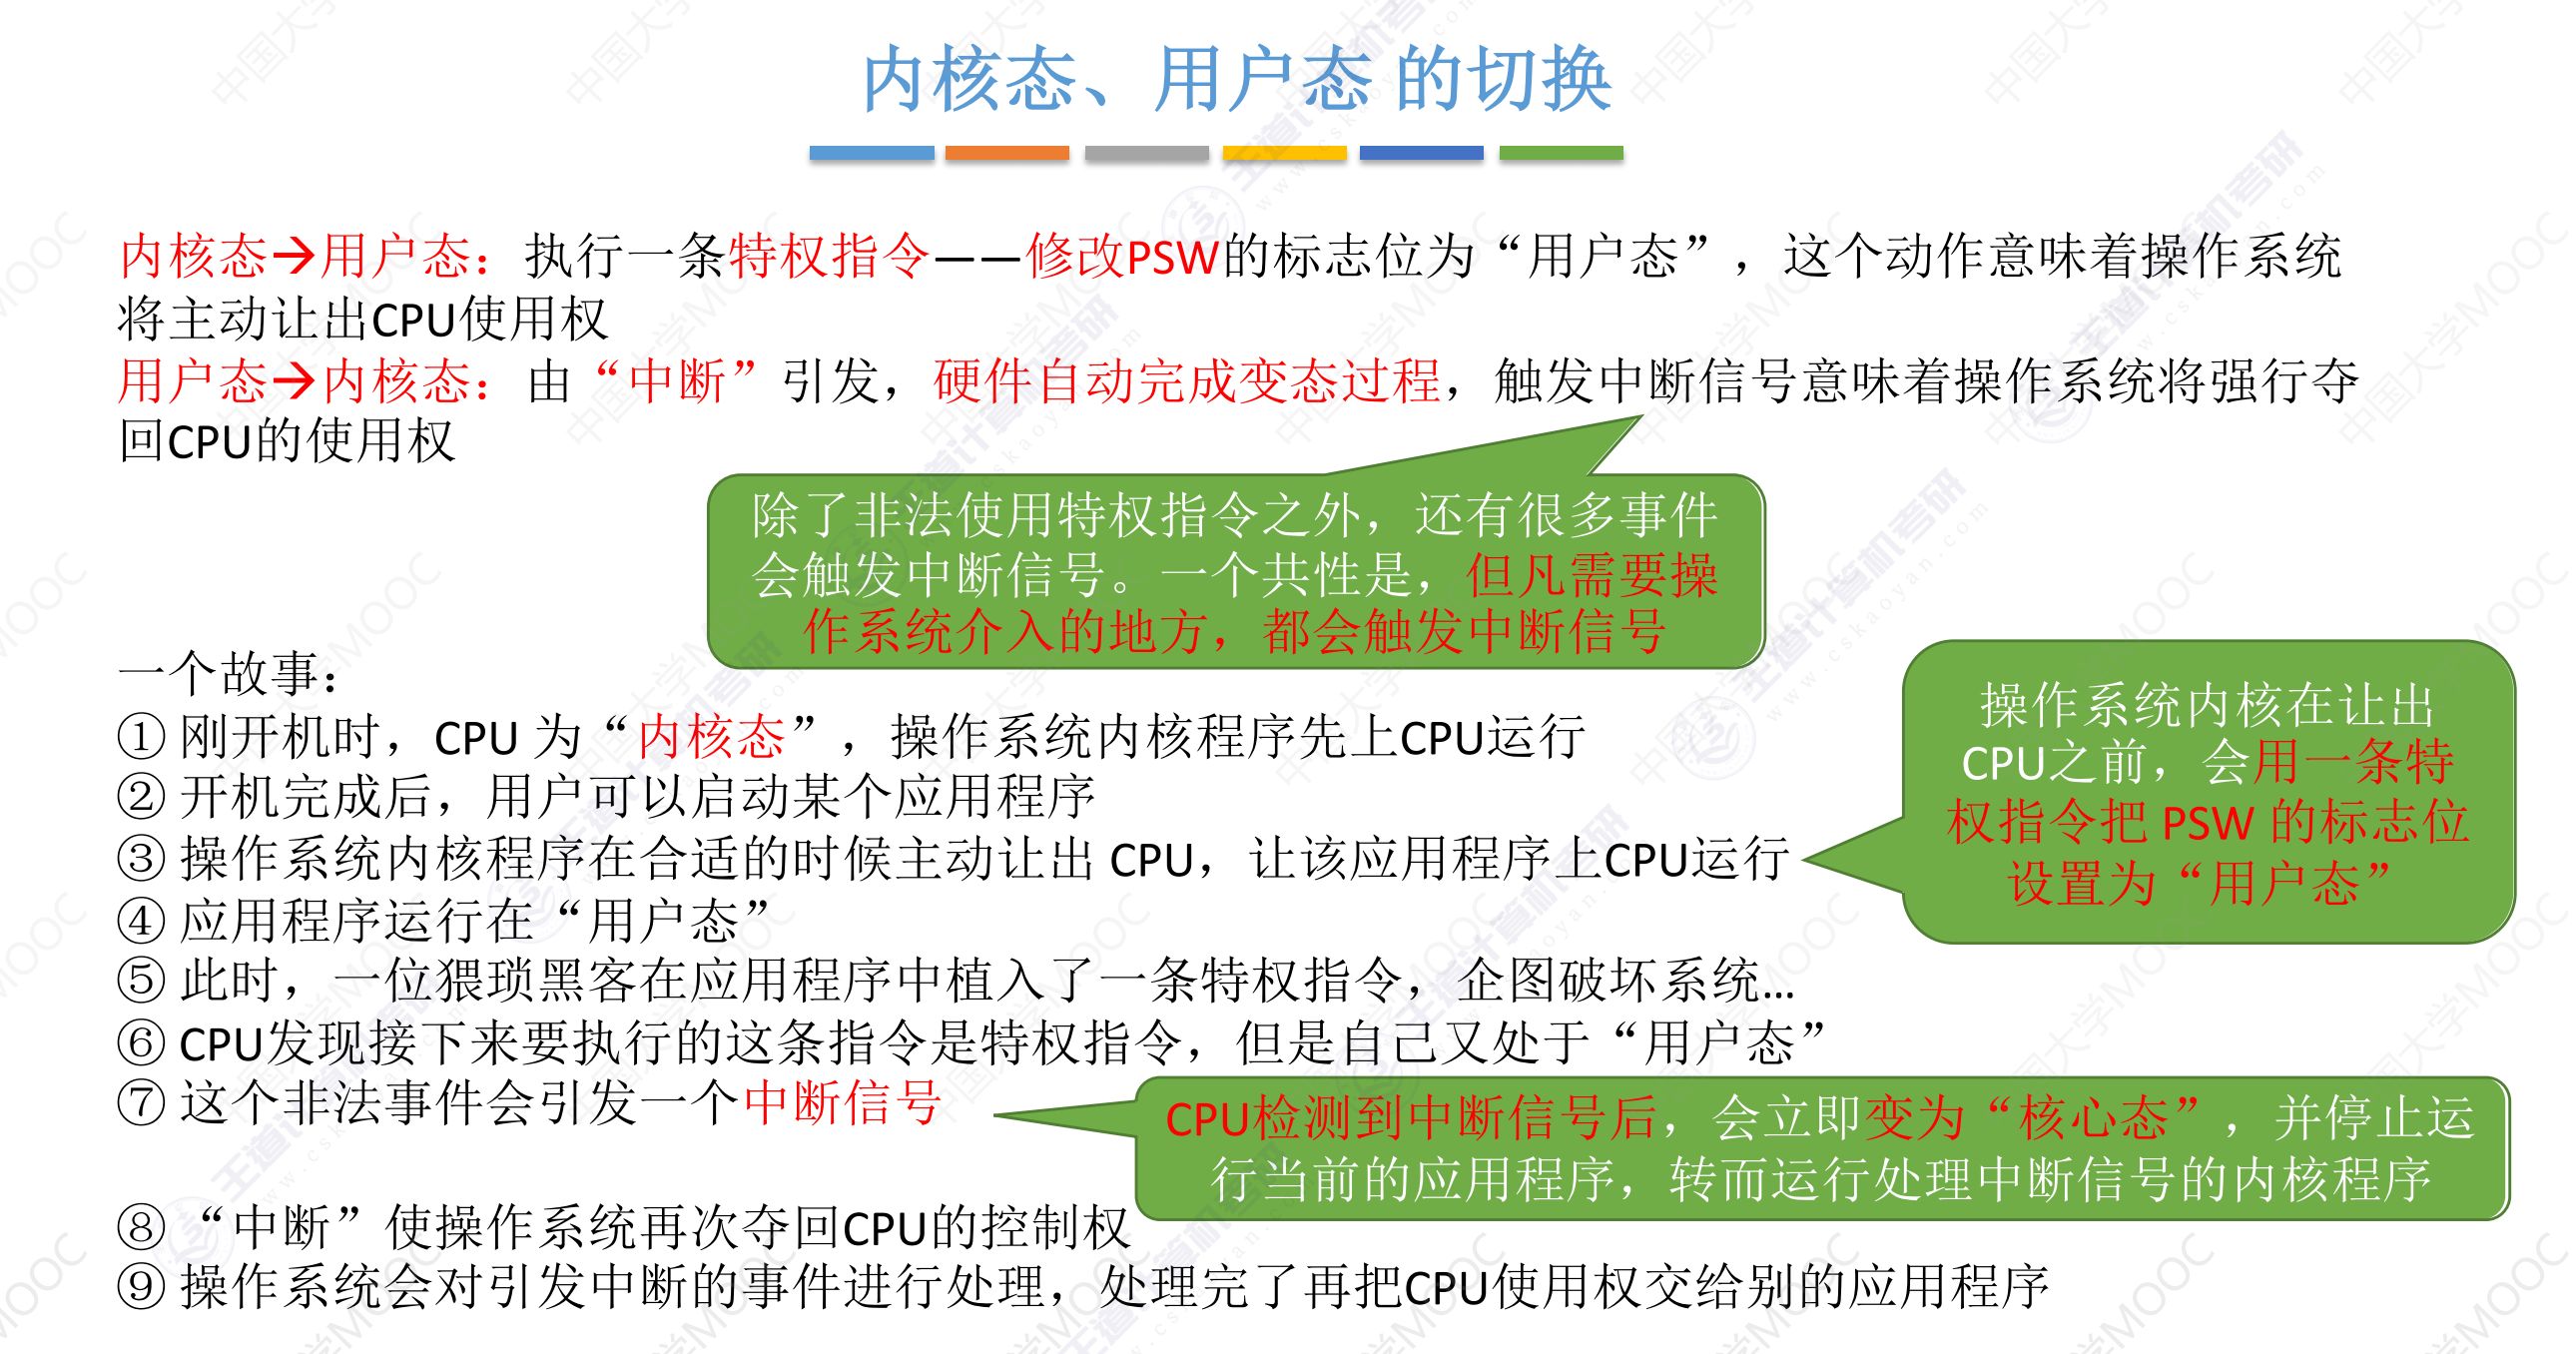 内核态、用户态 的切换
内核态→用户态：执行一条特权指令——修改PSW的标志位为“用户态”，这个动作意味着操作系统
将主动让出CPU使用权
用户态→内核态：由“中断”引发，硬件自动完成变态过程，触发中断信号意味着操作系统将强行夺
回CPU的使用权
除了非法使用特权指令之外，还有很多事件
会触发中断信号。一个共性是，但凡需要操
作系统介入的地方，都会触发中断信号
一个故事：
① 刚开机时，CPU 为“内核态”，操作系统内核程序先上CPU运行
② 开机完成后，用户可以启动某个应用程序
③ 操作系统内核程序在合适的时候主动让出 CPU，让该应用程序上CPU运行
操作系统内核在让出
CPU之前，会用一条特
权指令把 PSW 的标志位
设置为“用户态”
④ 应用程序运行在“用户态”
⑤ 此时，一位猥琐黑客在应用程序中植入了一条特权指令，企图破坏系统…
⑥ CPU发现接下来要执行的这条指令是特权指令，但是自己又处于“用户态”
⑦ 这个非法事件会引发一个中断信号
CPU检测到中断信号后，会立即变为“核心态”，并停止运
行当前的应用程序，转而运行处理中断信号的内核程序
⑧ “中断”使操作系统再次夺回CPU的控制权
⑨ 操作系统会对引发中断的事件进行处理，处理完了再把CPU使用权交给别的应用程序
中国大学MOOC
王道计算机考研
www.cskaoyan.com